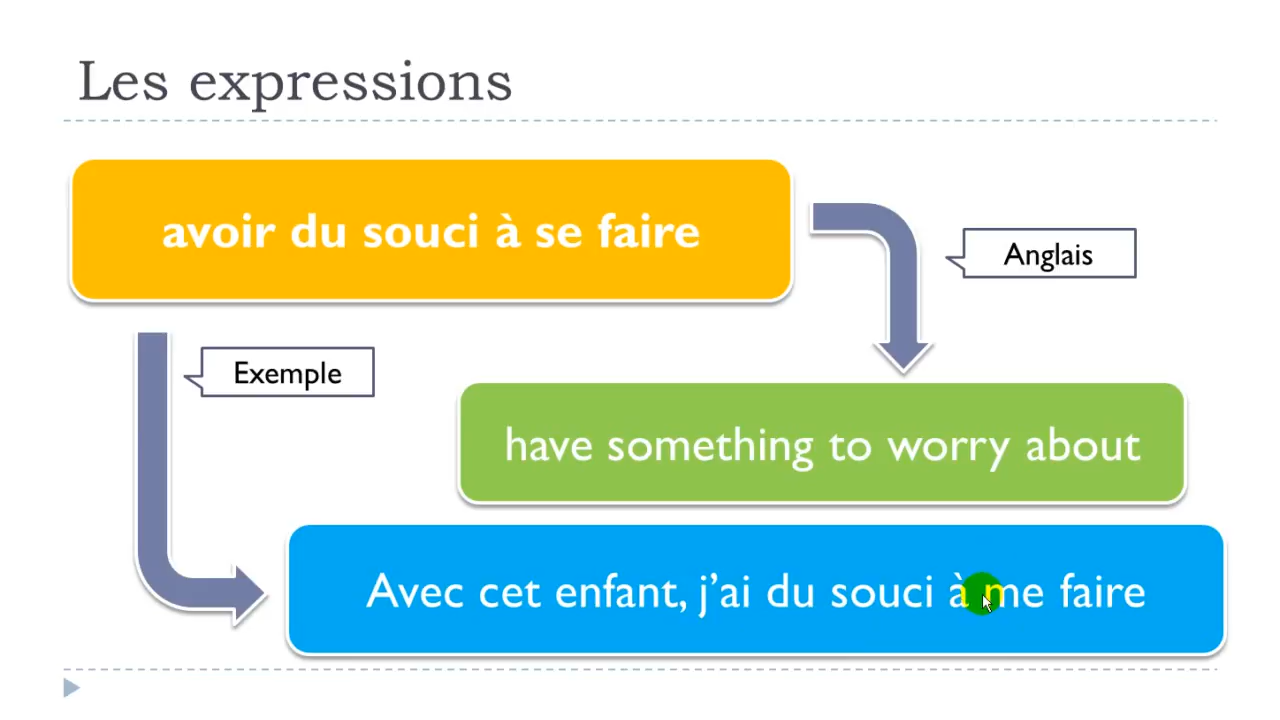 Les expressions
avoir du souci à se faire
Anglais
Exemple
have something to worry about
Avec cet enfant, j’ai du souci à me faire